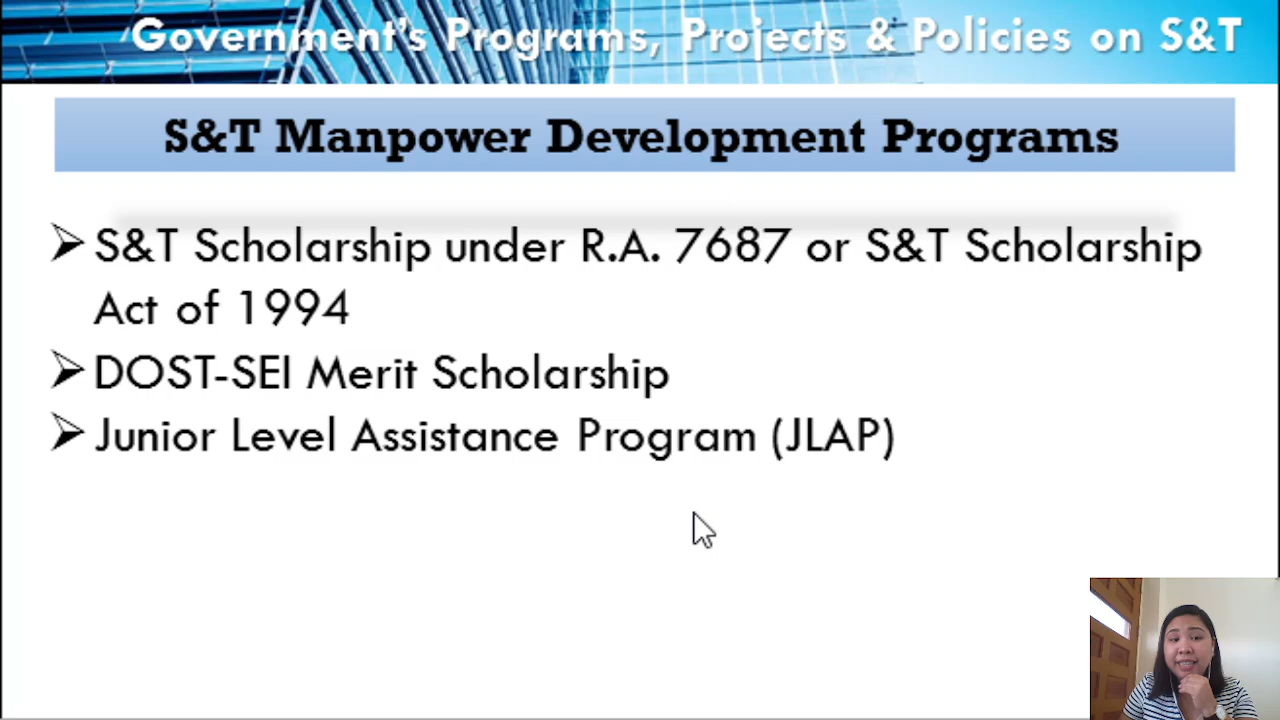 Government's Programs, Projects & Policies on S&T
S&T Manpower Development Programs
S&T Scholarship under R.A. 7687 or S&T Scholarship
Act of 1994
DOST-SEI Merit Scholarship
Junior Level Assistance Program (JLAP)